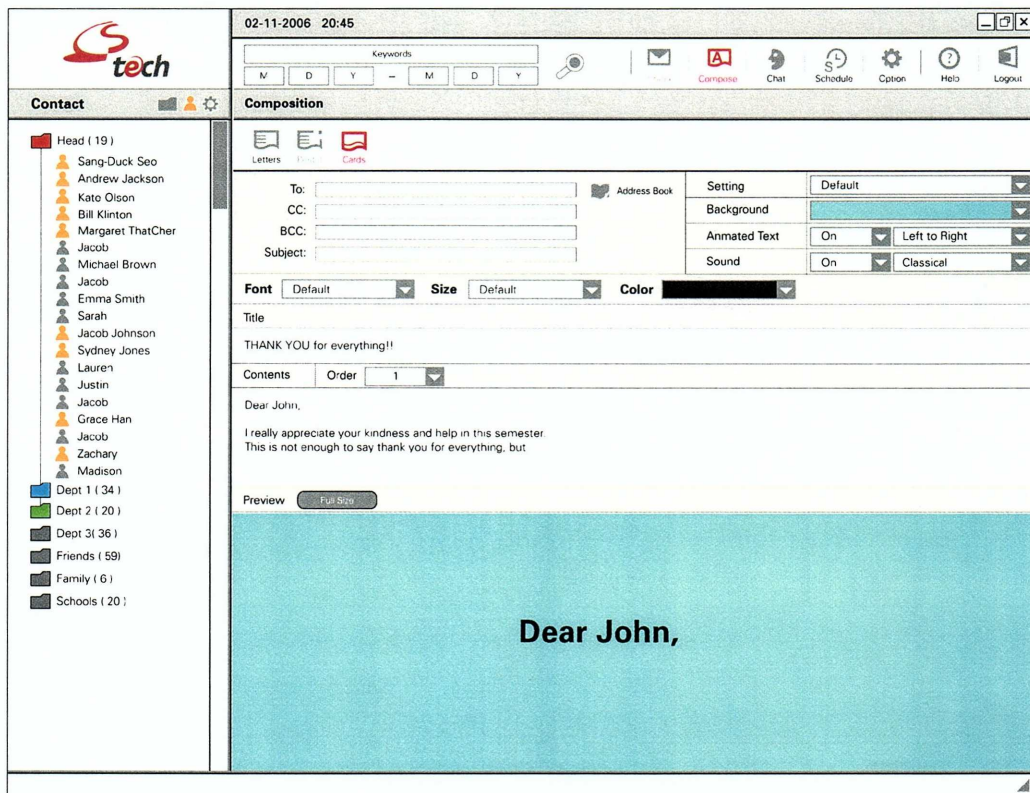 S
tech
02-11-2006 20:45
Keywords
M D Y – M D Y
Compose Chat Schedule Option Help Logout
Contact
Composition
Letters Cards
Head ( 19 )
Sang-Duck Seo
Andrew Jackson
Kato Olson
Bill Klinton
Margaret ThatCher
Jacob
Michael Brown
Jacob
Emma Smith
Sarah
Jacob Johnson
Sydney Jones
Lauren
Justin
Jacob
Grace Han
Jacob
Zachary
Madison
Dept 1 ( 34 )
Dept 2 ( 20 )
Dept 3( 36 )
Friends ( 59)
Family ( 6 )
Schools ( 20 )
To: Address Book
CC:
BCC:
Subject:
Setting Default
Background
Anmated Text On Left to Right
Sound On Classical
Font Default Size Default Color
Title
THANK YOU for everything!!
Contents Order 1
Dear John,
I really appreciate your kindness and help in this semester.
This is not enough to say thank you for everything, but
Preview Full Size
Dear John,